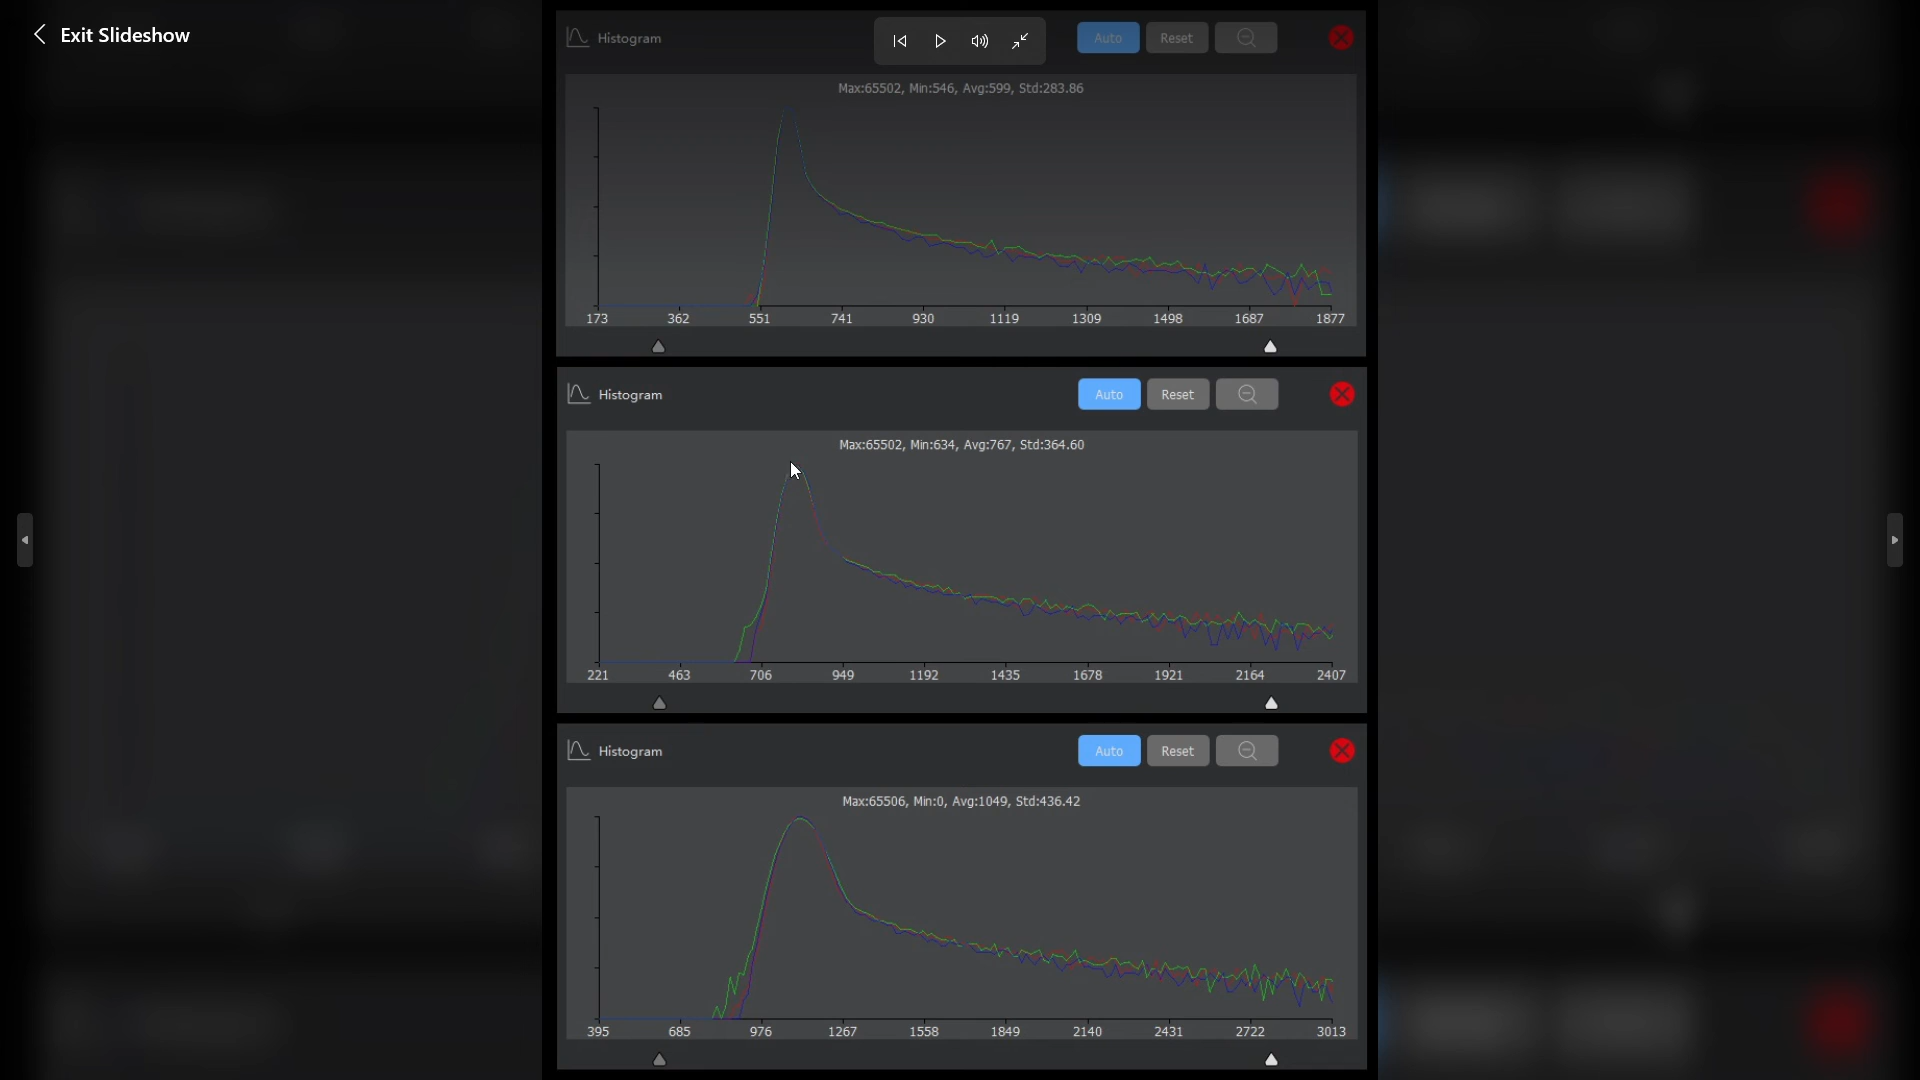 Exit Slideshow
Histogram
Auto
Reset
Max:65502, Min:546, Avg:599, Std:283.86
173 362 551 741 930 1119 1309 1498 1687 1877
Histogram
Auto
Reset
Max:65502, Min:634, Avg:767, Std:364.60
221 463 706 949 1192 1435 1678 1921 2164 2407
Histogram
Auto
Reset
Max:65506, Min:0, Avg:1049, Std:436.42
395 685 976 1267 1558 1849 2140 2431 2722 3013